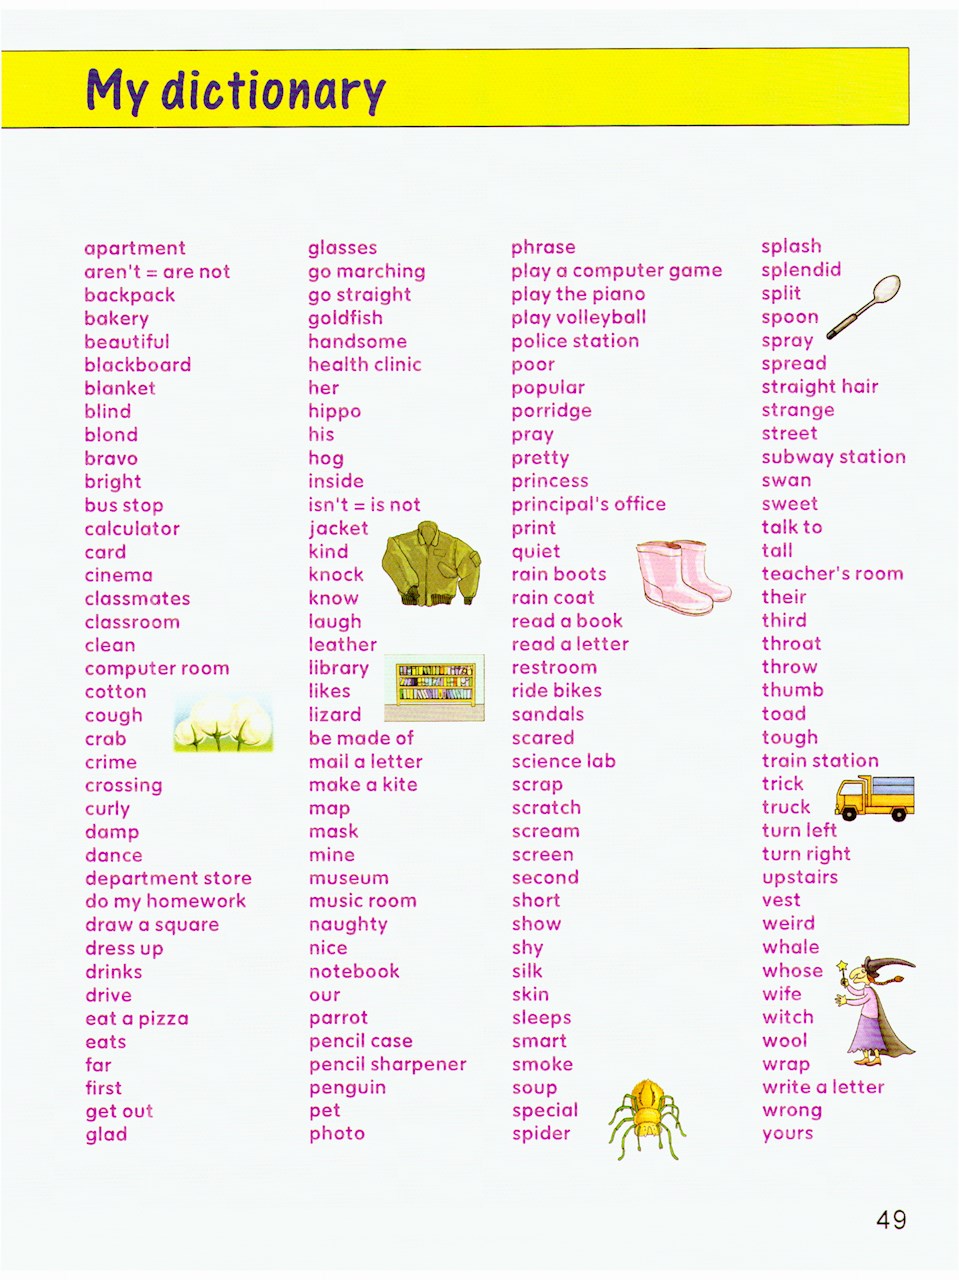 My dictionary
apartment
aren't = are not
backpack
bakery
beautiful
blackboard
blanket
blind
blond
bravo
bright
bus stop
calculator
card
cinema
classmates
classroom
clean
computer room
cotton
cough
crab
crime
crossing
curly
damp
dance
department store
do my homework
draw a square
dress up
drinks
drive
eat a pizza
eats
far
first
get out
glad
glasses
go marching
go straight
goldfish
handsome
health clinic
her
hippo
his
hog
inside
isn't = is not
jacket
kind
knock
know
laugh
leather
library
likes
lizard
be made of
mail a letter
make a kite
map
mask
mine
museum
music room
naughty
nice
notebook
our
parrot
pencil case
pencil sharpener
penguin
pet
photo
phrase
play a computer game
play the piano
play volleyball
police station
poor
popular
porridge
pray
pretty
princess
principal's office
print
quiet
rain boots
rain coat
read a book
read a letter
restroom
ride bikes
sandals
scared
science lab
scrap
scratch
scream
screen
second
short
show
shy
silk
skin
sleeps
smart
smoke
soup
special
spider
splash
splendid
split
spoon
spray
spread
straight hair
strange
street
subway station
swan
sweet
talk to
tall
teacher's room
their
third
throat
throw
thumb
toad
tough
train station
trick
truck
turn left
turn right
upstairs
vest
weird
whale
whose
wife
witch
wool
wrap
write a letter
wrong
yours
49